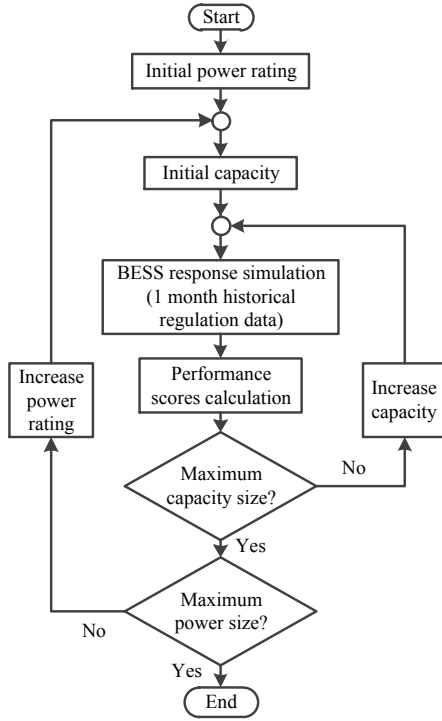 Start
Initial power rating
Initial capacity
BESS response simulation
(1 month historical
regulation data)
Increase
power
rating
Performance
scores calculation
Increase
capacity
Maximum
capacity size?
No
Yes
Maximum
power size?
No
Yes
End